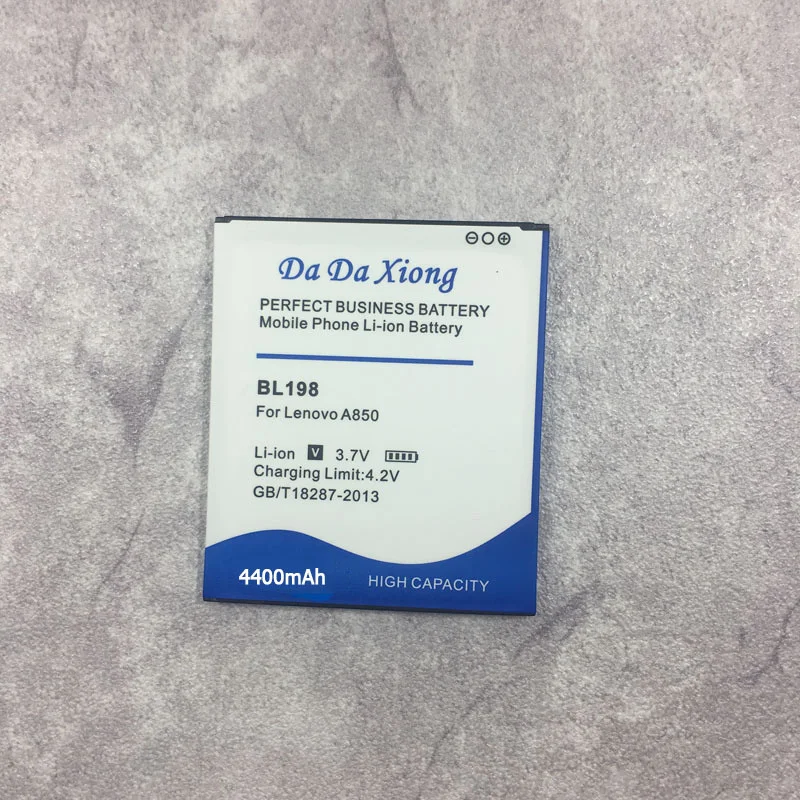 Da Da Xiong
PERFECT BUSINESS BATTERY
Mobile Phone Li-ion Battery
BL198
For Lenovo A850
Li-ion V 3.7V
Charging Limit:4.2V
GB/T18287-2013
4400mAh
HIGH CAPACITY